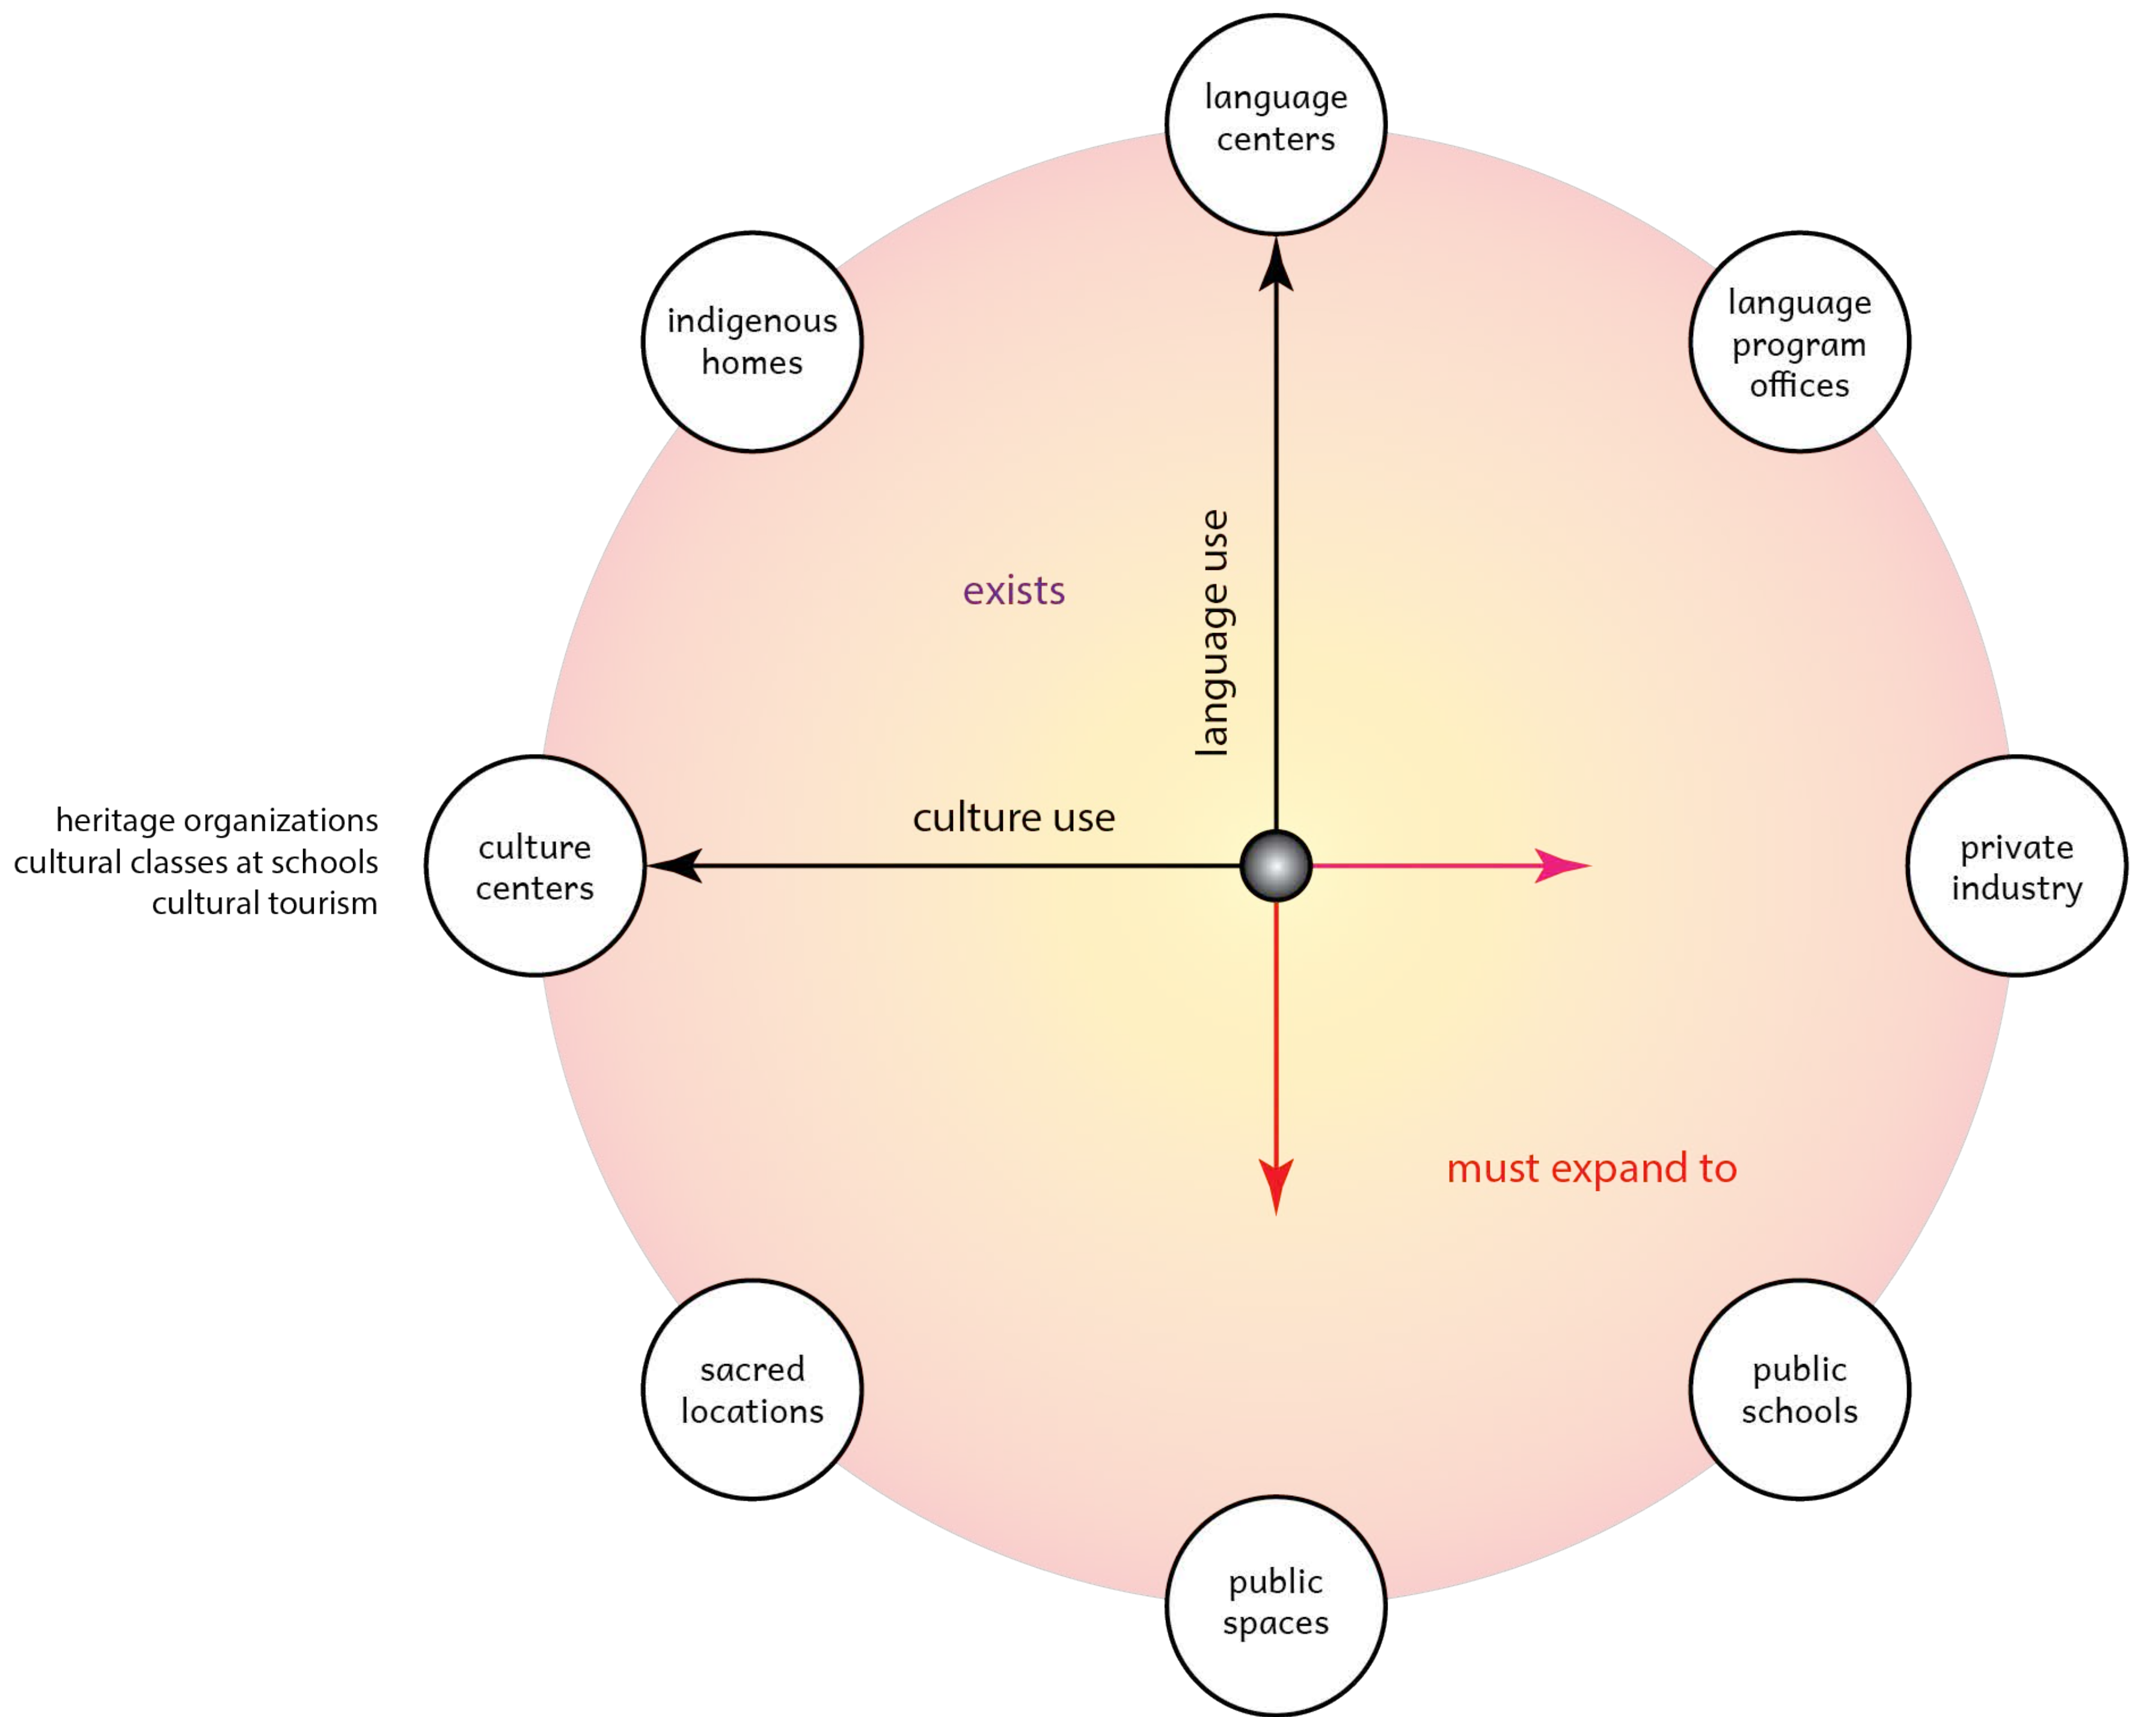 language
centers
indigenous
homes
language
program
offices
exists
language use
culture use
heritage organizations
cultural classes at schools
cultural tourism
culture
centers
private
industry
must expand to
sacred
locations
public
schools
public
spaces